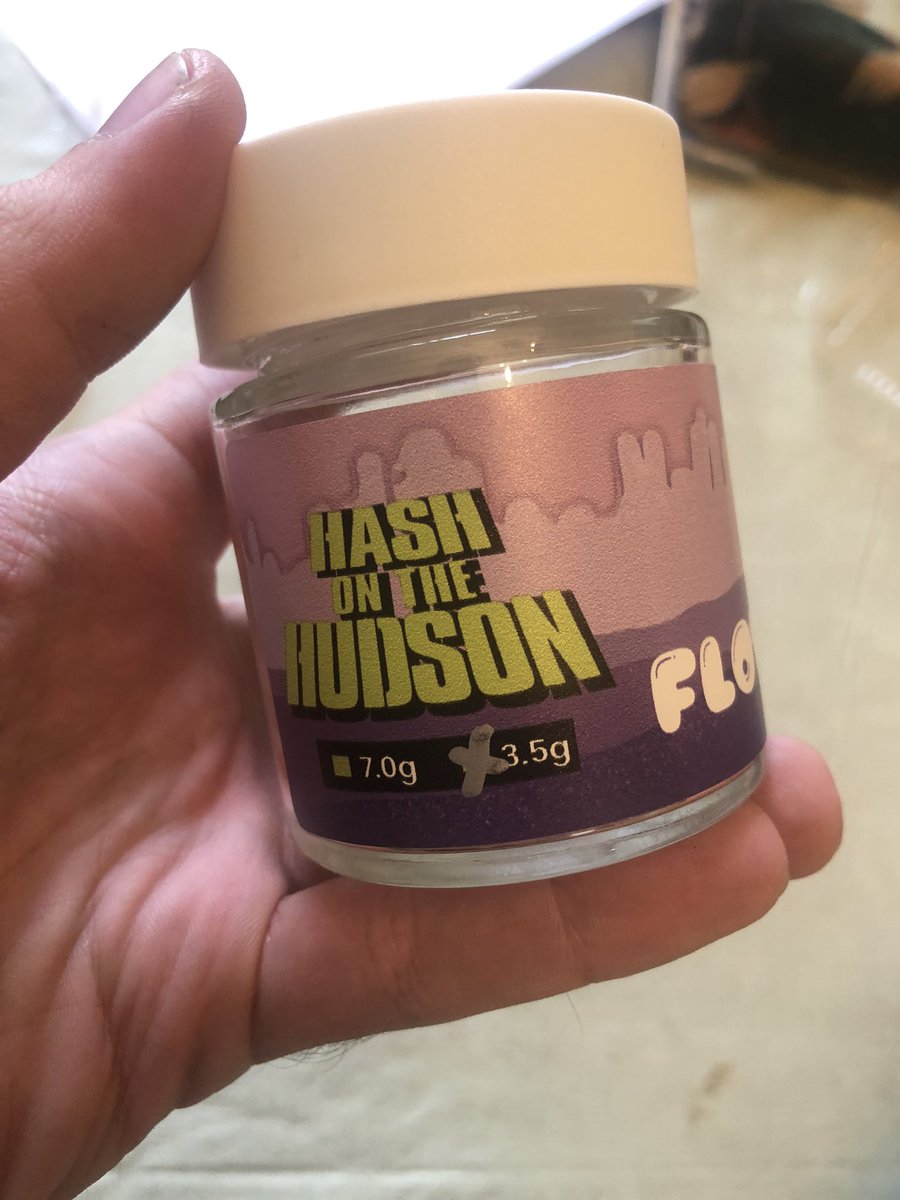 HASH
ON THE
HUDSON
FLO
7.0g 3.5g